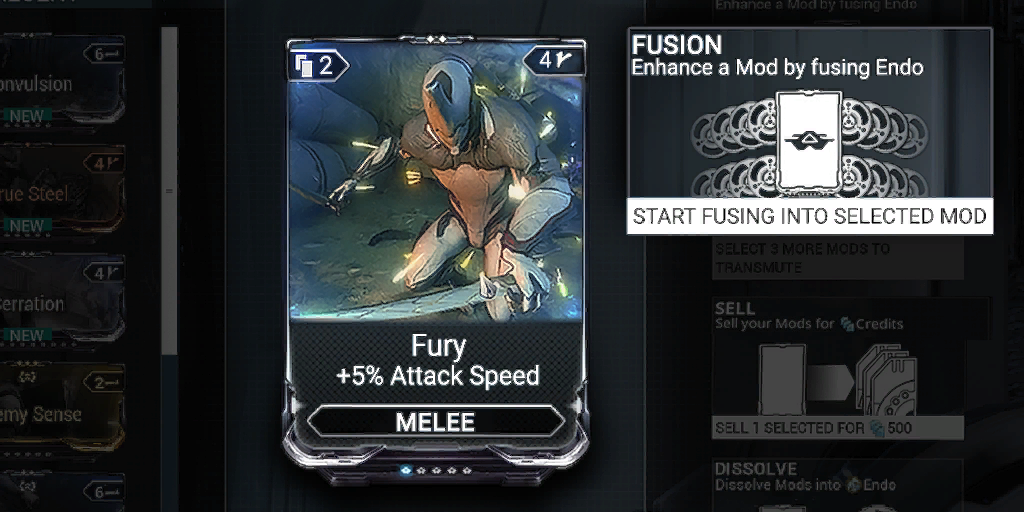 Enhance a Mod by fusing Endo
6
onvulsion
NEW
4
rue Steel
NEW
4
erration
NEW
2
emy Sense
6
2
4
Fury
+5% Attack Speed
MELEE
FUSION
Enhance a Mod by fusing Endo
START FUSING INTO SELECTED MOD
SELECT 3 MORE MODS TO
TRANSMUTE
SELL
Sell your Mods for Credits
SELL 1 SELECTED FOR 500
DISSOLVE
Dissolve Mods into Endo